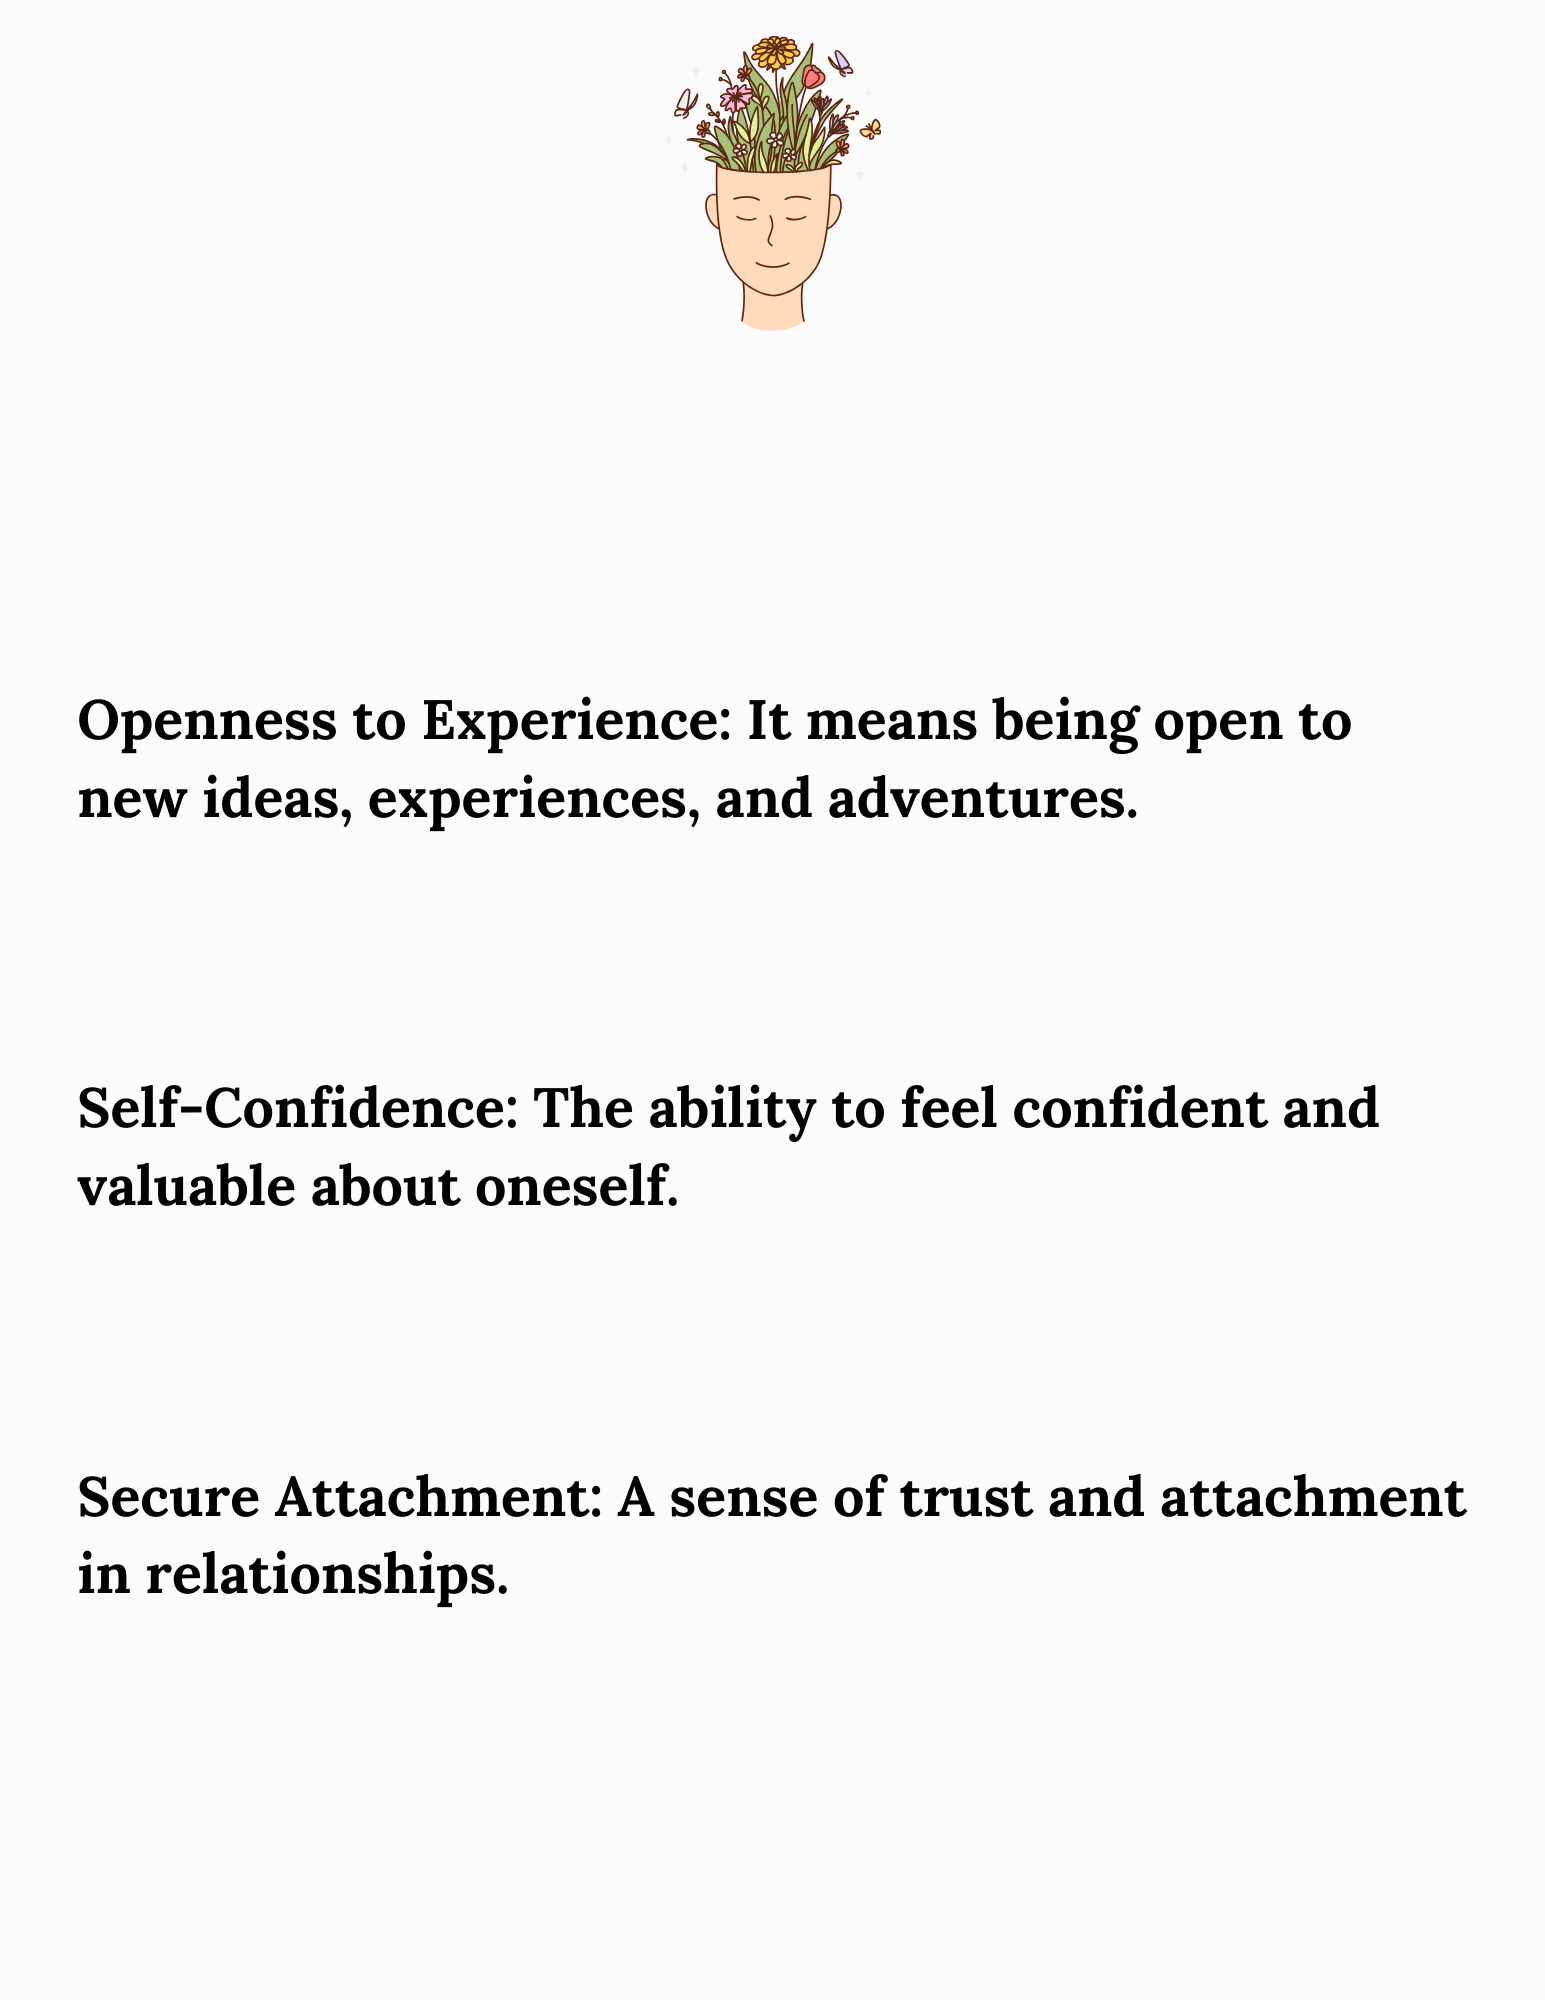 Openness to Experience: It means being open to
new ideas, experiences, and adventures.
Self-Confidence: The ability to feel confident and
valuable about oneself.
Secure Attachment: A sense of trust and attachment
in relationships.